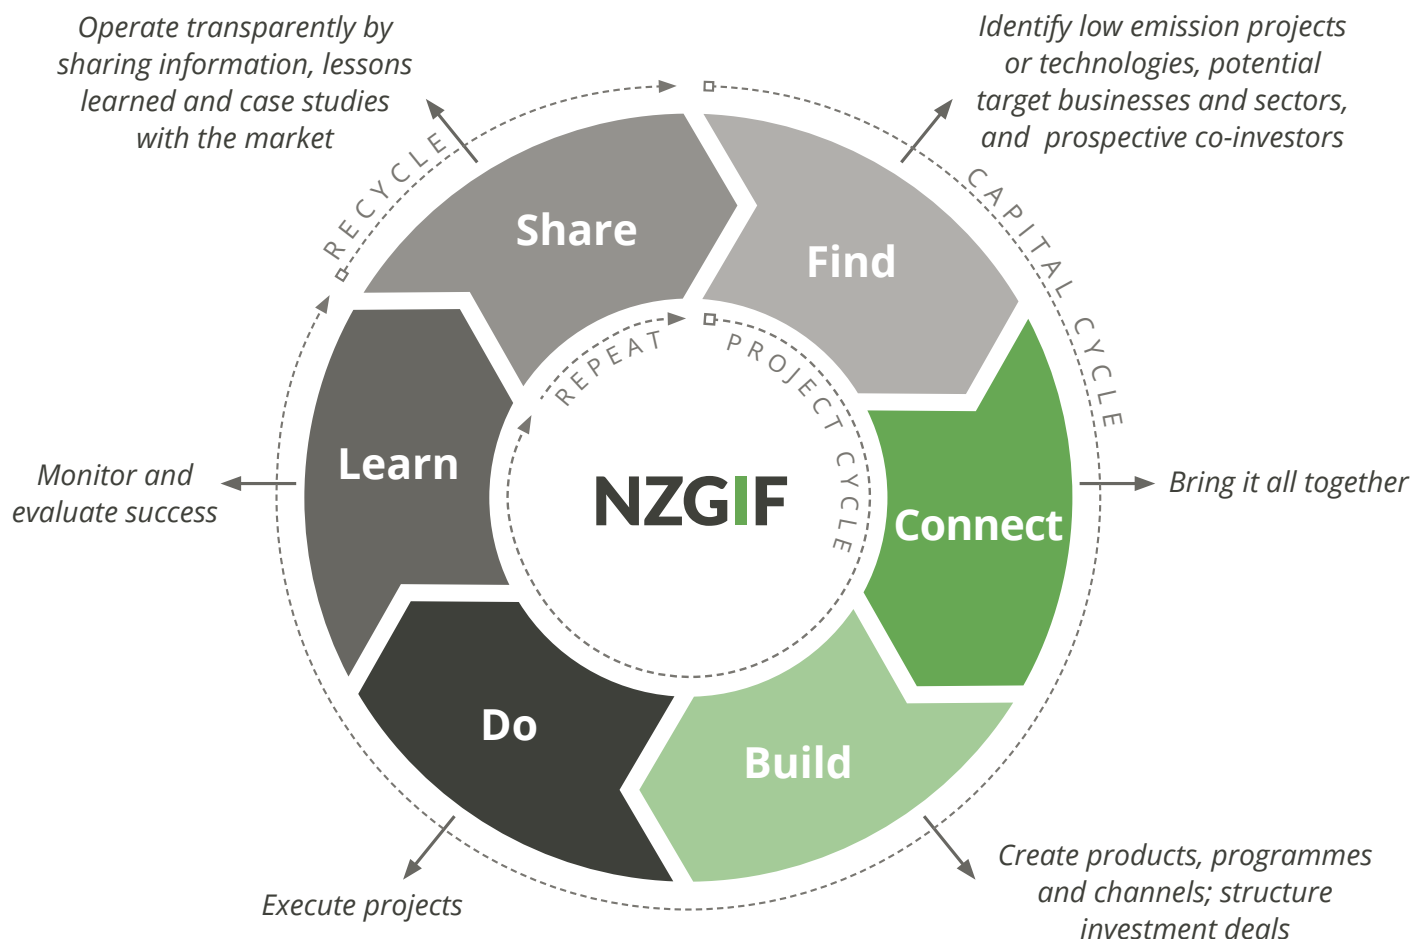 Operate transparently by
sharing information, lessons
learned and case studies
with the market
Identify low emission projects
or technologies, potential
target businesses and sectors,
and prospective co-investors
RECYCLE
CAPITAL CYCLE
Share
Find
REPEAT
PROJECT CYCLE
Learn
Monitor and
evaluate success
NZGIF
Connect
Bring it all together
Do
Build
Execute projects
Create products, programmes
and channels; structure
investment deals